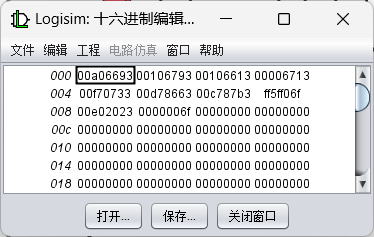 Logisim: 十六进制编辑...
文件 编辑 工程 电路仿真 窗口 帮助
000 00a06693 00106793 00106613 00006713
004 00f70733 00d78663 00c787b3 ff5ff06f
008 00e02023 0000006f 00000000 00000000
00c 00000000 00000000 00000000 00000000
010 00000000 00000000 00000000 00000000
014 00000000 00000000 00000000 00000000
018 00000000 00000000 00000000 00000000
打开... 保存... 关闭窗口